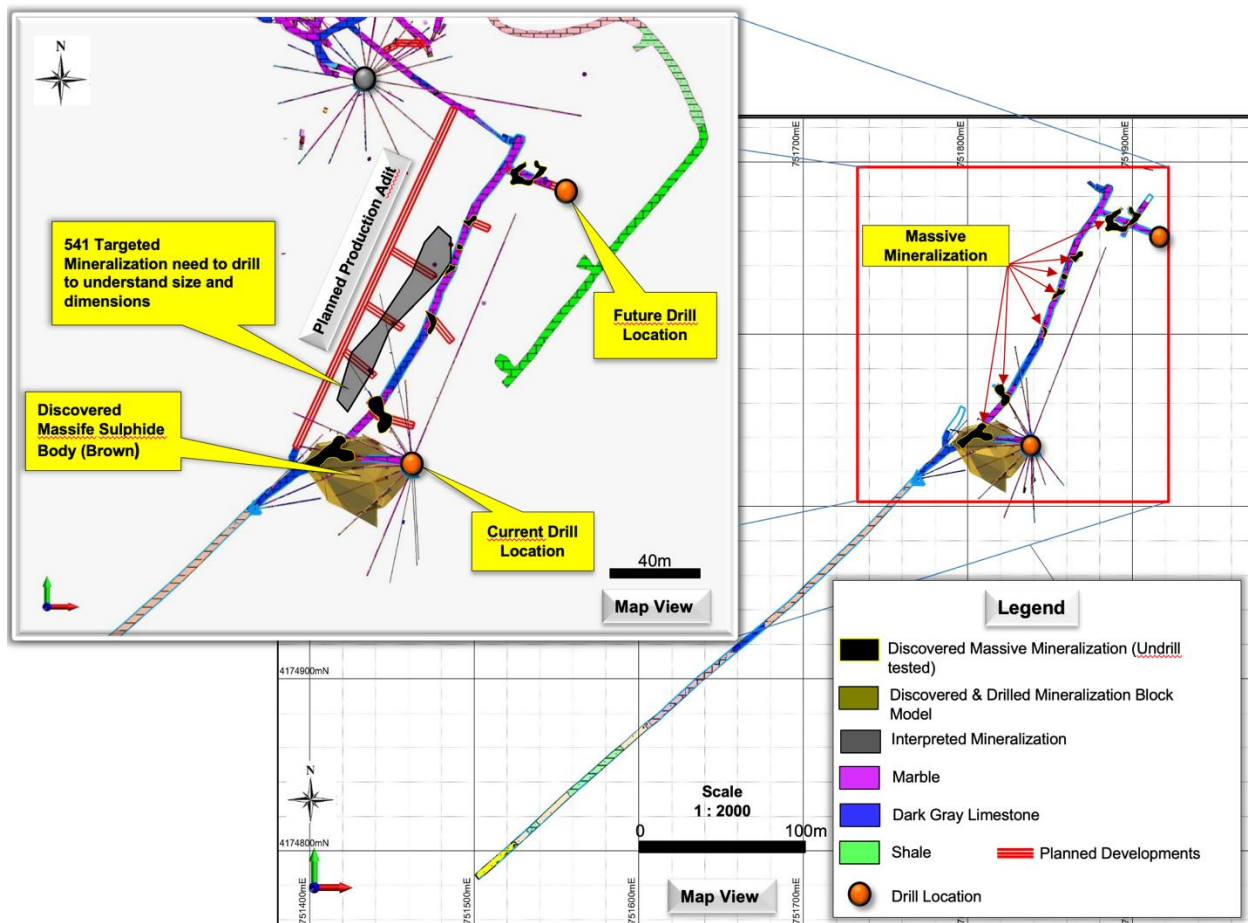 N
541 Targeted
Mineralization need to drill
to understand size and
dimensions
Planned Production Adit
Future Drill
Location
Discovered
Massife Sulphide
Body (Brown)
Current Drill
Location
40m
Map View
751700mE
751800mE
751900mE
Massive
Mineralization
4174900mN
4174800mN
N
751400mE
751500mE
751600mE
751700mE
Scale
1 : 2000
0
100m
Map View
Legend
Discovered Massive Mineralization (Undrill
tested)
Discovered & Drilled Mineralization Block
Model
Interpreted Mineralization
Marble
Dark Gray Limestone
Shale
Planned Developments
Drill Location